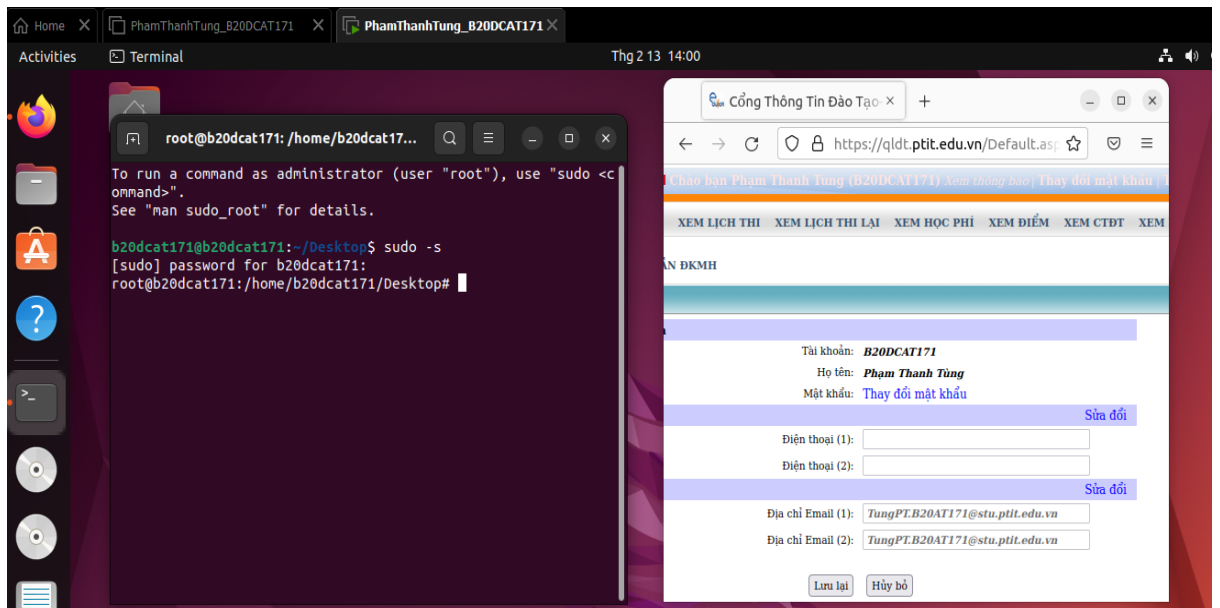 Home
PhamThanhTung_B20DCAT171
PhamThanhTung_B20DCAT171
Activities
Terminal
Thg 2 13 14:00
root@b20dcat171: /home/b20dcat17...
To run a command as administrator (user "root"), use "sudo <c
ommand>".
See "man sudo_root" for details.
b20dcat171@b20dcat171:~/Desktop$ sudo -s
[sudo] password for b20dcat171:
root@b20dcat171:/home/b20dcat171/Desktop#
Cổng Thông Tin Đào Tạo-
https://qldt.ptit.edu.vn/Default.asp
Chào bạn Phạm Thanh Tùng (B20DCAT171) Xem thông báo | Thay đổi mật khẩu |
XEM LỊCH THI XEM LỊCH THI LẠI XEM HỌC PHÍ XEM ĐIỂM XEM CTĐT XEM
ĐKMH
Tài khoản: B20DCAT171
Họ tên: Phạm Thanh Tùng
Mật khẩu: Thay đổi mật khẩu
Sửa đổi
Điện thoại (1):
Điện thoại (2):
Sửa đổi
Địa chỉ Email (1): TungPT.B20AT171@stu.ptit.edu.vn
Địa chỉ Email (2): TungPT.B20AT171@stu.ptit.edu.vn
Lưu lại Hủy bỏ